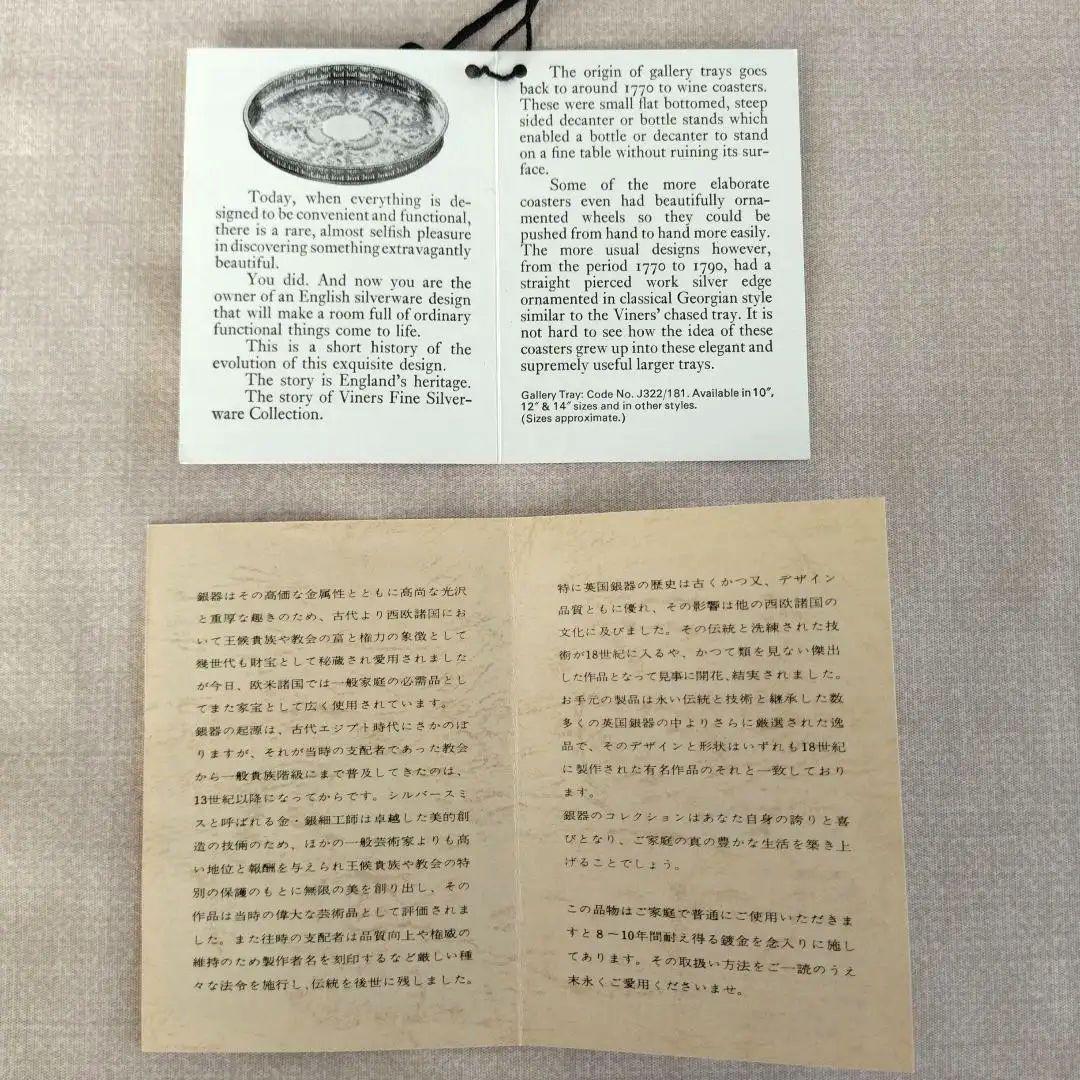 Today, when everything is de-
signed to be convenient and functional,
there is a rare, almost selfish pleasure
in discovering something extravagantly
beautiful.
You did. And now you are the
owner of an English silverware design
that will make a room full of ordinary
functional things come to life.
This is a short history of the
evolution of this exquisite design.
The story is England's heritage.
The story of Viners Fine Silver-
ware Collection.
The origin of gallery trays goes
back to around 1770 to wine coasters.
These were small flat bottomed, steep
sided decanter or bottle stands which
enabled a bottle or decanter to stand
on a fine table without ruining its sur-
face.
Some of the more elaborate
coasters even had beautifully orna-
mented wheels so they could be
pushed from hand to hand more easily.
The more usual designs however,
from the period 1770 to 1790, had a
straight pierced work silver edge
ornamented in classical Georgian style
similar to the Viners' chased tray. It is
not hard to see how the idea of these
coasters grew up into these elegant and
supremely useful larger trays.
Gallery Tray: Code No. J322/181. Available in 10",
12" & 14" sizes and in other styles.
(Sizes approximate.)
銀器はその高価な金属性とともに高尚な光沢
と重厚な趣きのため、古代より西欧諸国にお
いて王候貴族や教会の富と権力の象徴として
幾世代も財宝として秘蔵され愛用されました
が今日、欧米諸国では一般家庭の必需品とし
てまた家宝として広く使用されています。
銀器の起源は、古代エジプト時代にさかのぼ
りますが、それが当時の支配者であった教会
から一般貴族階級にまで普及してきたのは、
13世紀以降になってからです。シルバースミ
スと呼ばれる金・銀細工師は卓越した美的創
造の技倆のため、ほかの一般芸術家よりも高
い地位と報酬を与えられ王候貴族や教会の特
別の保護のもとに無限の美を創り出し、その
作品は当時の偉大な芸術品として評価されま
した。また往時の支配者は品質向上や権威の
維持のため製作者名を刻印するなど厳しい種
々な法令を施行し、伝統を後世に残しました。
特に英国銀器の歴史は古くかつ又、デザイン
品質ともに優れ、その影響は他の西欧諸国の
文化に及びました。その伝統と洗練された技
術が18世紀に入るや、かつて類を見ない傑出
した作品となって見事に開花、結実されました。
お手元の製品は永い伝統と技術と継承した数
多くの英国銀器の中よりさらに厳選された逸
品で、そのデザインと形状はいずれも18世紀
に製作された有名作品のそれと一致しており
ます。
銀器のコレクションはあなた自身の誇りと喜
びとなり、ご家庭の真の豊かな生活を築き上
げることでしょう。
この品物はご家庭で普通にご使用いただきま
すと8〜10年間耐え得る鍍金を念入りに施し
てあります。その取扱い方法をご一読のうえ
末永くご愛用くださいませ。